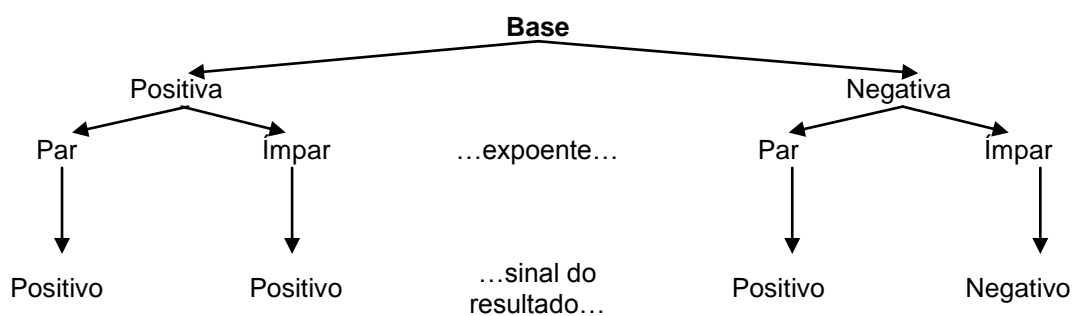 Base
Positiva Negativa
Par Ímpar …expoente… Par Ímpar
Positivo Positivo …sinal do resultado… Positivo Negativo